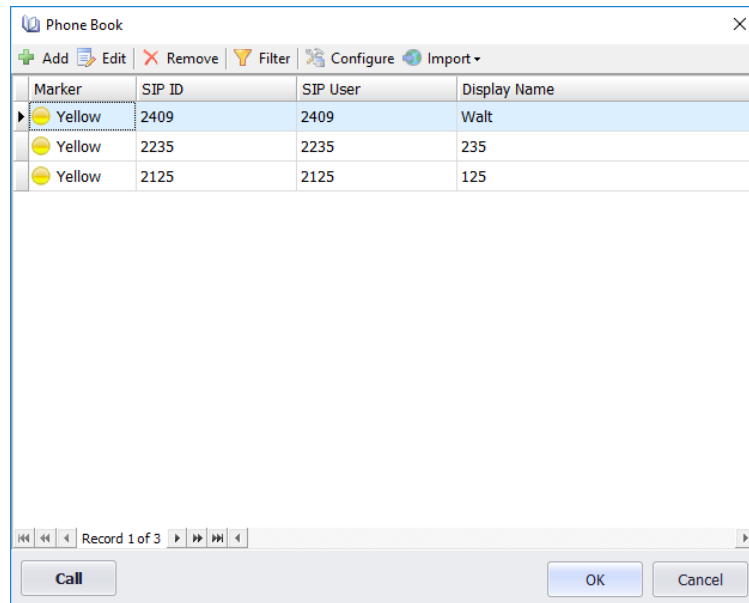 Phone Book
Add Edit Remove Filter Configure Import
Marker SIP ID SIP User Display Name
Yellow 2409 2409 Walt
Yellow 2235 2235 235
Yellow 2125 2125 125
Record 1 of 3
Call OK Cancel